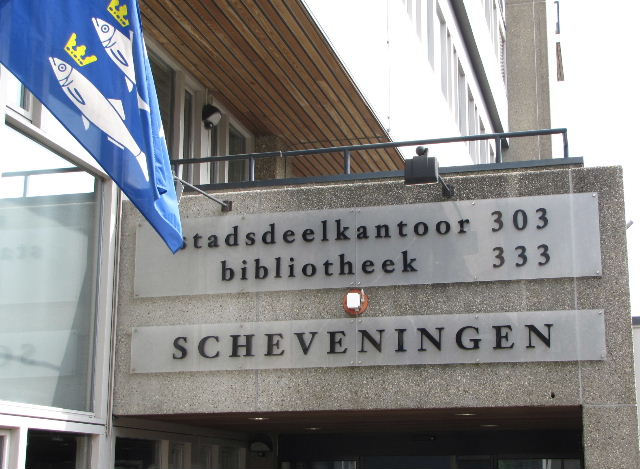 stadsdeelkantoor 303
bibliotheek 333
SCHEVENINGEN